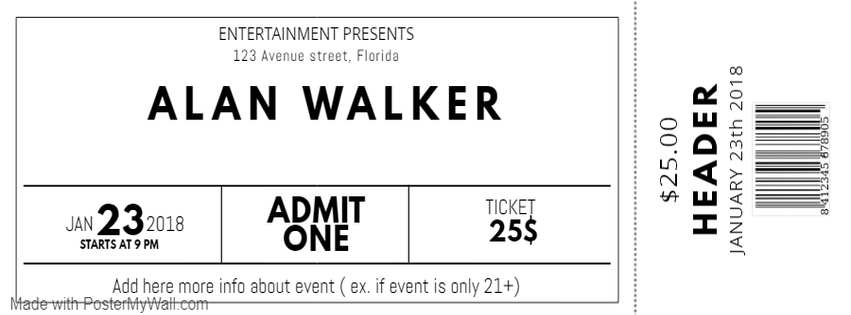 ENTERTAINMENT PRESENTS
123 Avenue street, Florida
ALAN WALKER
JAN 23 2018
STARTS AT 9 PM
ADMIT
ONE
TICKET
25$
Add here more info about event ( ex. if event is only 21+)
Made with PosterMyWall.com
$25.00
HEADER
JANUARY 23th 2018
8 412345 678905